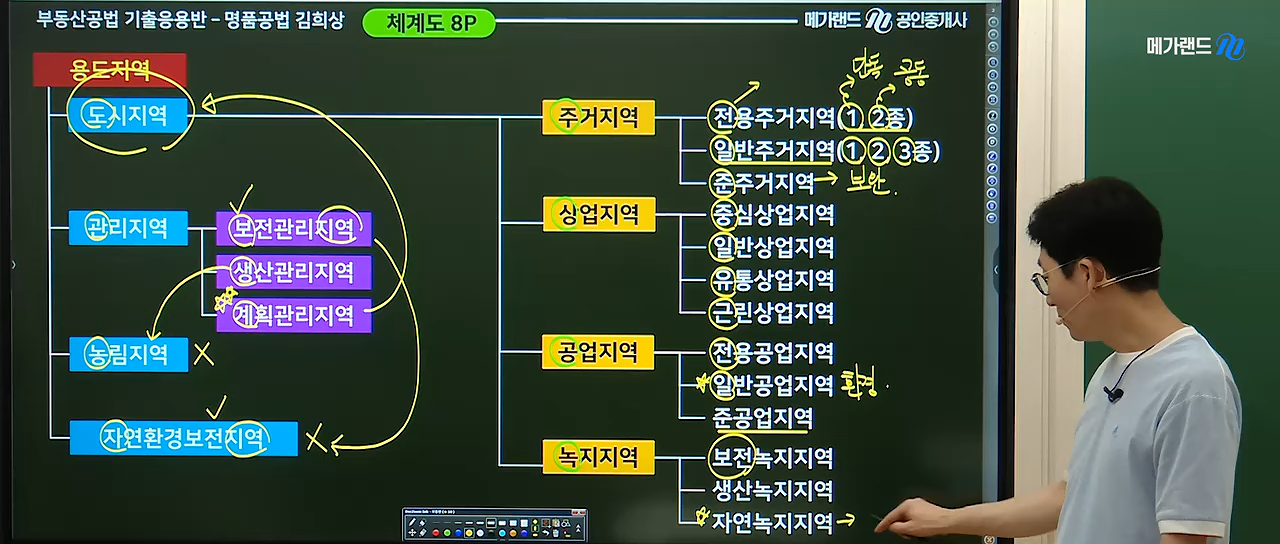 부동산공법 기출응용반 – 명품공법 김희상
체계도 8P
메가랜드 공인중개사
메가랜드
용도지역
도시지역
관리지역
보전관리지역
생산관리지역
계획관리지역
농림지역
자연환경보전지역
주거지역
단독 공동
전용주거지역(1, 2종)
일반주거지역(1, 2, 3종)
준주거지역 → 보완.
상업지역
중심상업지역
일반상업지역
유통상업지역
근린상업지역
공업지역
전용공업지역
일반공업지역 환경.
준공업지역
녹지지역
보전녹지지역
생산녹지지역
자연녹지지역 →